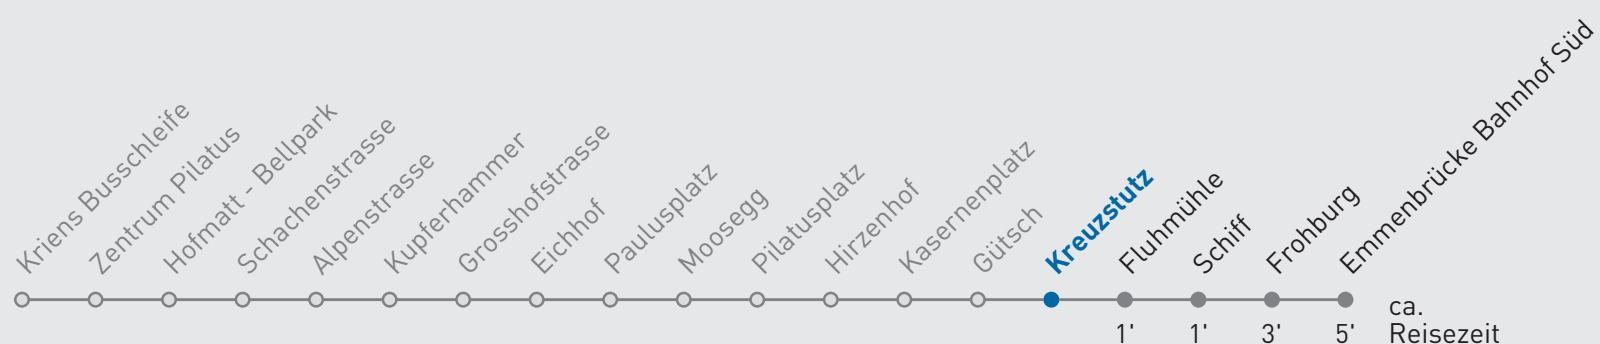 Kriens Busschleife
Zentrum Pilatus
Hofmatt - Bellpark
Schachenstrasse
Alpenstrasse
Kupferhammer
Grosshofstrasse
Eichhof
Paulusplatz
Moosegg
Pilatusplatz
Hirzenhof
Kasernenplatz
Gütsch
Kreuzstutz
Fluhmühle
Schiff
Frohburg
Emmenbrücke Bahnhof Süd
ca.
1' 1' 3' 5' Reisezeit